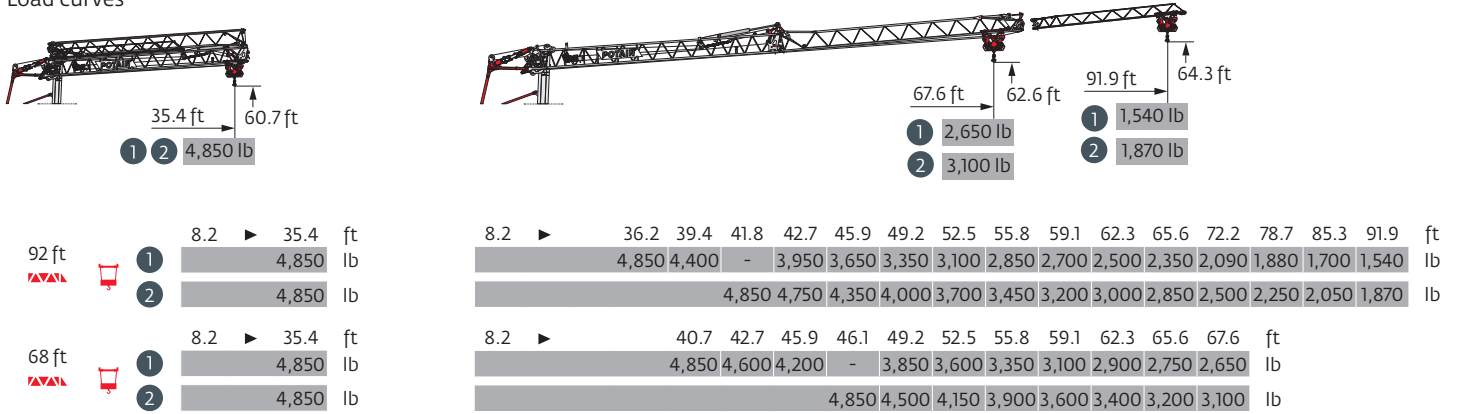 Load curves
POTAIN
POTAIN
35.4 ft
60.7 ft
1 2 4,850 lb
67.6 ft
62.6 ft
1 2,650 lb
2 3,100 lb
91.9 ft
64.3 ft
1 1,540 lb
2 1,870 lb
92 ft
8.2 ► 35.4 ft
1 4,850 lb
2 4,850 lb
8.2 ► 36.2 39.4 41.8 42.7 45.9 49.2 52.5 55.8 59.1 62.3 65.6 72.2 78.7 85.3 91.9 ft
4,850 4,400 - 3,950 3,650 3,350 3,100 2,850 2,700 2,500 2,350 2,090 1,880 1,700 1,540 lb
4,850 4,750 4,350 4,000 3,700 3,450 3,200 3,000 2,850 2,500 2,250 2,050 1,870 lb
68 ft
8.2 ► 35.4 ft
1 4,850 lb
2 4,850 lb
8.2 ► 40.7 42.7 45.9 46.1 49.2 52.5 55.8 59.1 62.3 65.6 67.6 ft
4,850 4,600 4,200 - 3,850 3,600 3,350 3,100 2,900 2,750 2,650 lb
4,850 4,500 4,150 3,900 3,600 3,400 3,200 3,100 lb